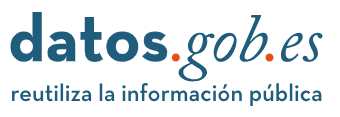 datos.gob.es
reutiliza la información pública